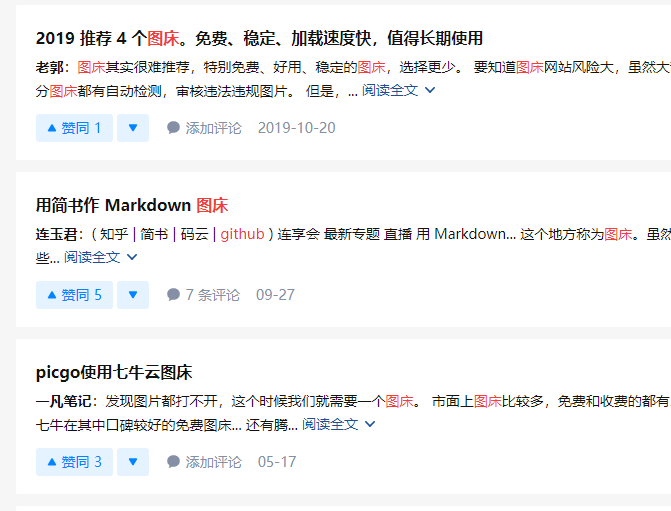 2019 推荐 4 个图床。免费、稳定、加载速度快，值得长期使用
老郭：图床其实很难推荐，特别免费、好用、稳定的图床，选择更少。 要知道图床网站风险大，虽然大
分图床都有自动检测，审核违法违规图片。 但是，... 阅读全文
赞同 1 添加评论 2019-10-20
用简书作 Markdown 图床
连玉君：( 知乎 | 简书 | 码云 | github ) 连享会 最新专题 直播 用 Markdown... 这个地方称为图床。虽然
些... 阅读全文
赞同 5 7 条评论 09-27
picgo使用七牛云图床
一凡笔记：发现图片都打不开，这个时候我们就需要一个图床。 市面上图床比较多，免费和收费的都有
七牛在其中口碑较好的免费图床... 还有腾... 阅读全文
赞同 3 添加评论 05-17